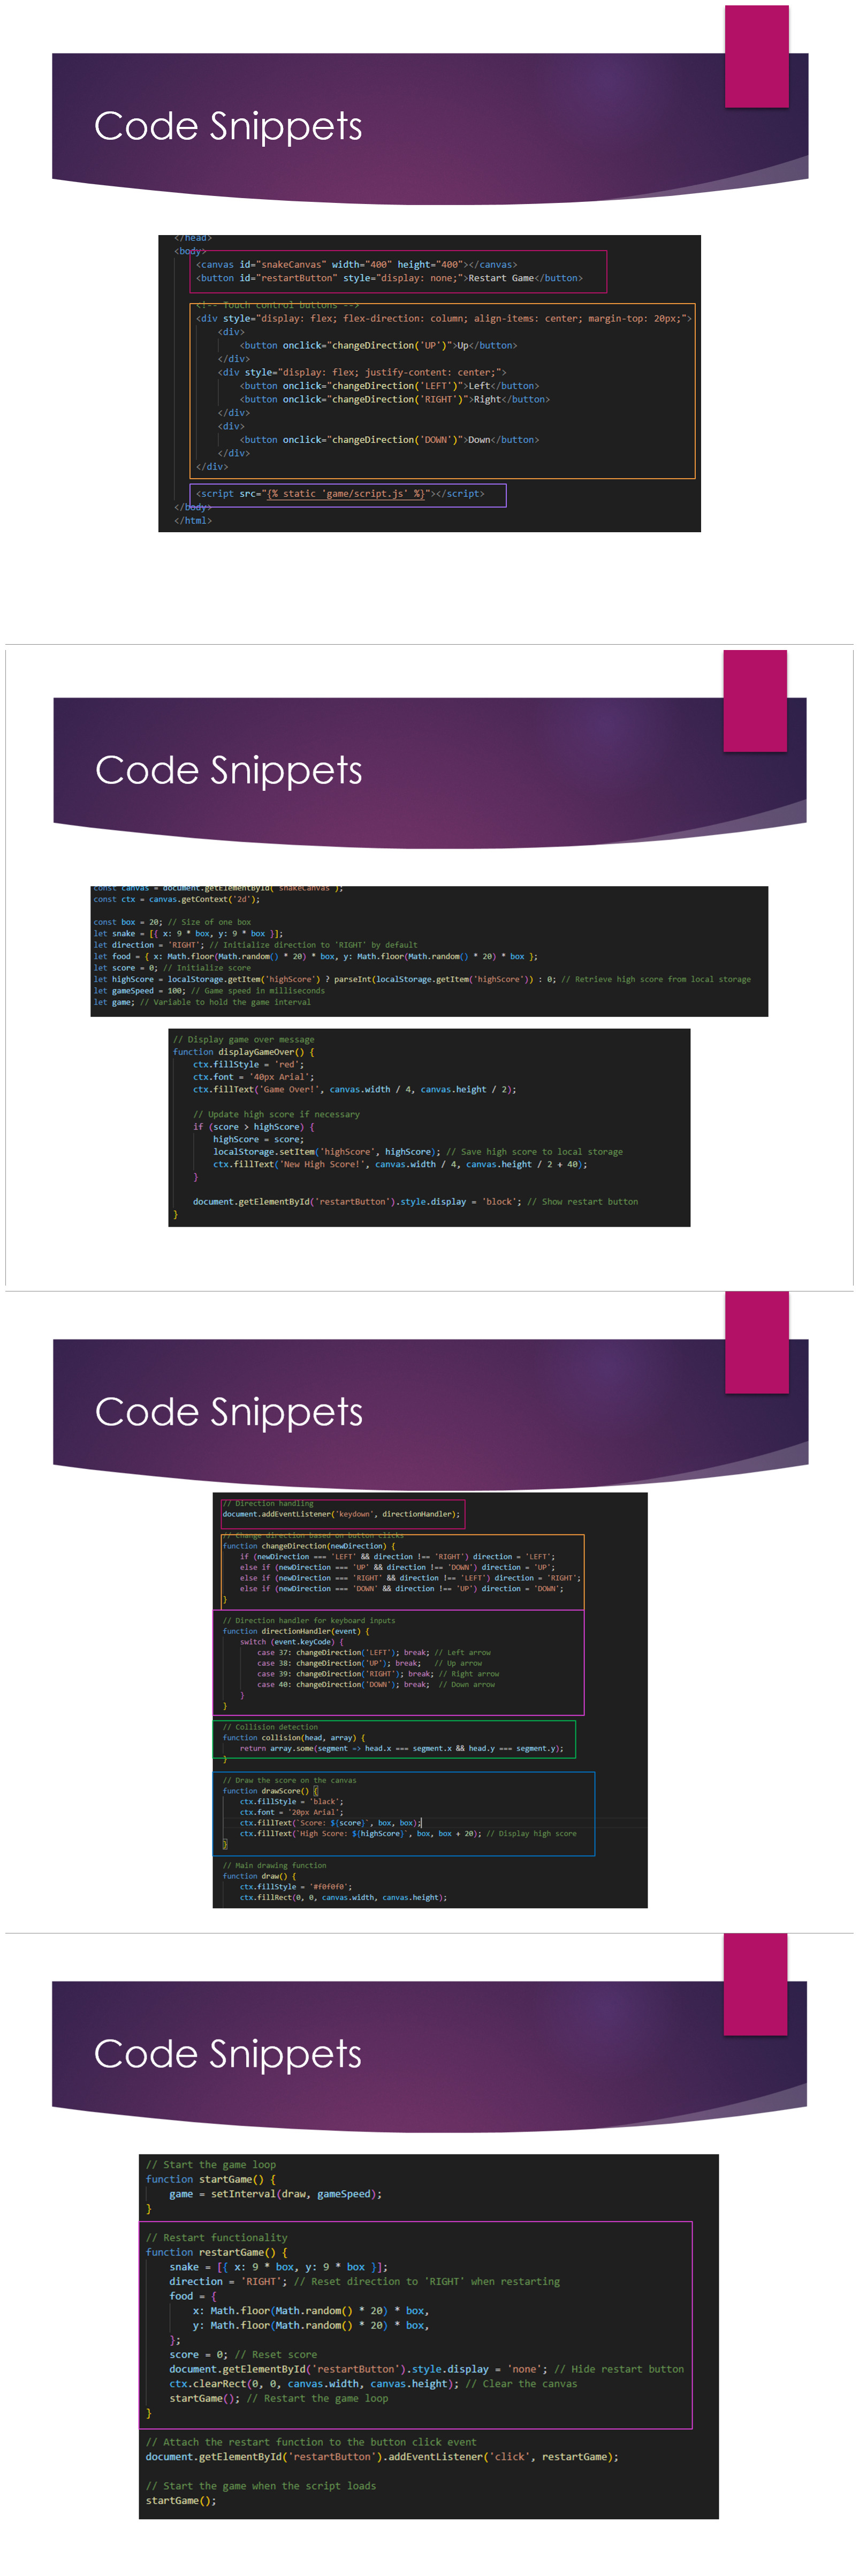 Code Snippets
</head>
<body>
<canvas id="snakeCanvas" width="400" height="400"></canvas>
<button id="restartButton" style="display: none;">Restart Game</button>
<!-- Touch control buttons -->
<div style="display: flex; flex-direction: column; align-items: center; margin-top: 20px;">
<div>
<button onclick="changeDirection('UP')">Up</button>
</div>
<div style="display: flex; justify-content: center;">
<button onclick="changeDirection('LEFT')">Left</button>
<button onclick="changeDirection('RIGHT')">Right</button>
</div>
<div>
<button onclick="changeDirection('DOWN')">Down</button>
</div>
</div>
<script src="{% static 'game/script.js' %}"></script>
</body>
</html>
Code Snippets
const canvas = document.getElementById('snakeCanvas');
const ctx = canvas.getContext('2d');
const box = 20; // Size of one box
let snake = [{ x: 9 * box, y: 9 * box }];
let direction = 'RIGHT'; // Initialize direction to 'RIGHT' by default
let food = { x: Math.floor(Math.random() * 20) * box, y: Math.floor(Math.random() * 20) * box };
let score = 0; // Initialize score
let highScore = localStorage.getItem('highScore') ? parseInt(localStorage.getItem('highScore')) : 0; // Retrieve high score from local storage
let gameSpeed = 100; // Game speed in milliseconds
let game; // Variable to hold the game interval
// Display game over message
function displayGameOver() {
ctx.fillStyle = 'red';
ctx.font = '40px Arial';
ctx.fillText('Game Over!', canvas.width / 4, canvas.height / 2);
// Update high score if necessary
if (score > highScore) {
highScore = score;
localStorage.setItem('highScore', highScore); // Save high score to local storage
ctx.fillText('New High Score!', canvas.width / 4, canvas.height / 2 + 40);
}
document.getElementById('restartButton').style.display = 'block'; // Show restart button
}
Code Snippets
// Direction handling
document.addEventListener('keydown', directionHandler);
// Change direction based on button clicks
function changeDirection(newDirection) {
if (newDirection === 'LEFT' && direction !== 'RIGHT') direction = 'LEFT';
else if (newDirection === 'UP' && direction !== 'DOWN') direction = 'UP';
else if (newDirection === 'RIGHT' && direction !== 'LEFT') direction = 'RIGHT';
else if (newDirection === 'DOWN' && direction !== 'UP') direction = 'DOWN';
}
// Direction handler for keyboard inputs
function directionHandler(event) {
switch (event.keyCode) {
case 37: changeDirection('LEFT'); break; // Left arrow
case 38: changeDirection('UP'); break; // Up arrow
case 39: changeDirection('RIGHT'); break; // Right arrow
case 40: changeDirection('DOWN'); break; // Down arrow
}
}
// Collision detection
function collision(head, array) {
return array.some(segment => head.x === segment.x && head.y === segment.y);
}
// Draw the score on the canvas
function drawScore() {
ctx.fillStyle = 'black';
ctx.font = '20px Arial';
ctx.fillText(`Score: ${score}`, box, box);
ctx.fillText(`High Score: ${highScore}`, box, box + 20); // Display high score
}
// Main drawing function
function draw() {
ctx.fillStyle = '#f0f0f0';
ctx.fillRect(0, 0, canvas.width, canvas.height);
Code Snippets
// Start the game loop
function startGame() {
game = setInterval(draw, gameSpeed);
}
// Restart functionality
function restartGame() {
snake = [{ x: 9 * box, y: 9 * box }];
direction = 'RIGHT'; // Reset direction to 'RIGHT' when restarting
food = {
x: Math.floor(Math.random() * 20) * box,
y: Math.floor(Math.random() * 20) * box,
};
score = 0; // Reset score
document.getElementById('restartButton').style.display = 'none'; // Hide restart button
ctx.clearRect(0, 0, canvas.width, canvas.height); // Clear the canvas
startGame(); // Restart the game loop
}
// Attach the restart function to the button click event
document.getElementById('restartButton').addEventListener('click', restartGame);
// Start the game when the script loads
startGame();